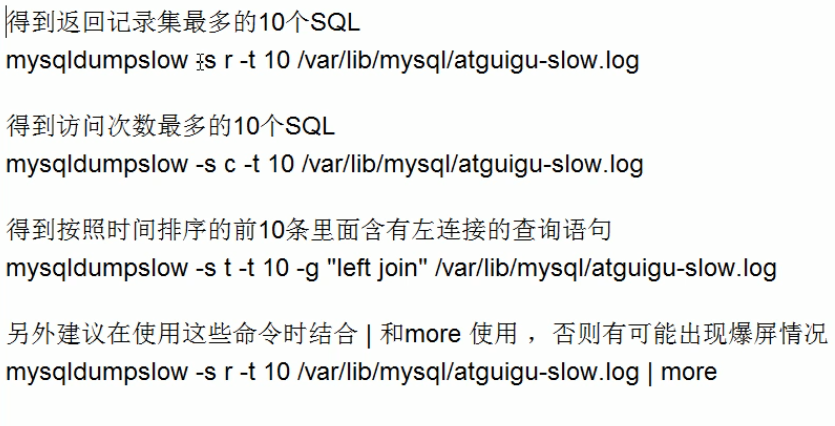 得到返回记录集最多的10个SQL
mysqldumpslow -s r -t 10 /var/lib/mysql/atguigu-slow.log
得到访问次数最多的10个SQL
mysqldumpslow -s c -t 10 /var/lib/mysql/atguigu-slow.log
得到按照时间排序的前10条里面含有左连接的查询语句
mysqldumpslow -s t -t 10 -g "left join" /var/lib/mysql/atguigu-slow.log
另外建议在使用这些命令时结合 | 和more 使用 ，否则有可能出现爆屏情况
mysqldumpslow -s r -t 10 /var/lib/mysql/atguigu-slow.log | more